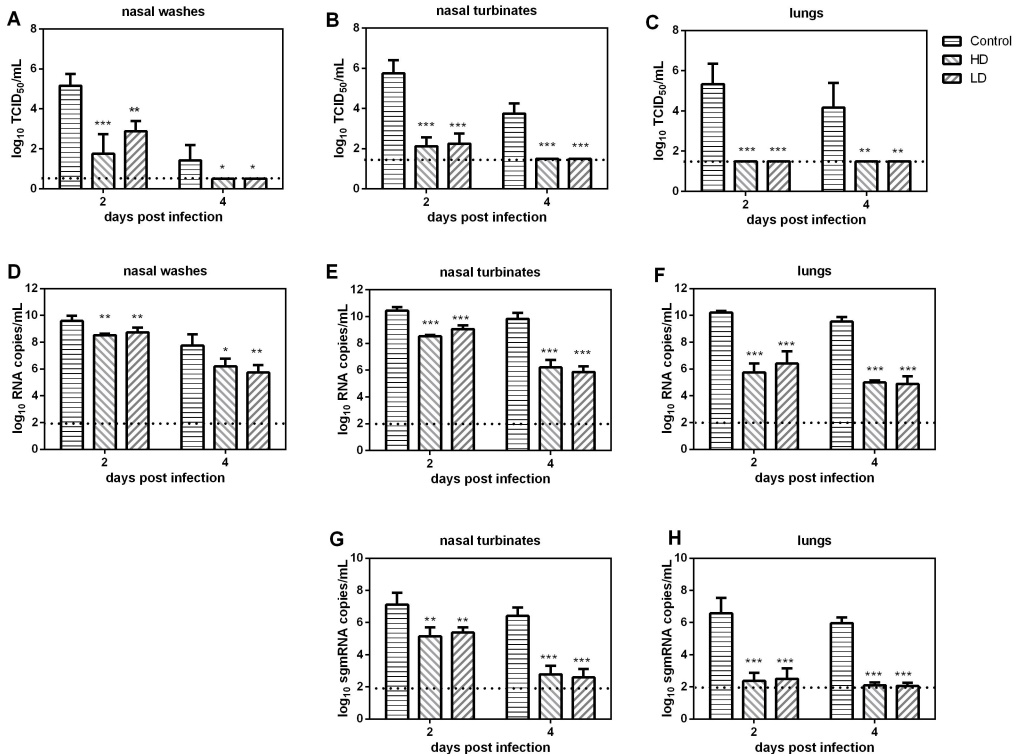 A
nasal washes
log10 TCID50/mL
8
6
4
2
0
***
**
*
*
2
4
days post infection
B
nasal turbinates
log10 TCID50/mL
8
6
4
2
0
***
***
***
***
2
4
days post infection
C
lungs
log10 TCID50/mL
8
6
4
2
0
***
***
**
**
2
4
days post infection
Control
HD
LD
D
nasal washes
log10 RNA copies/mL
12
10
8
6
4
2
0
**
**
*
**
2
4
days post infection
E
nasal turbinates
log10 RNA copies/mL
12
10
8
6
4
2
0
***
***
***
***
2
4
days post infection
F
lungs
log10 RNA copies/mL
12
10
8
6
4
2
0
***
***
***
***
2
4
days post infection
G
nasal turbinates
log10 sgmRNA copies/mL
10
8
6
4
2
0
**
**
***
***
2
4
days post infection
H
lungs
log10 sgmRNA copies/mL
10
8
6
4
2
0
***
***
***
***
2
4
days post infection